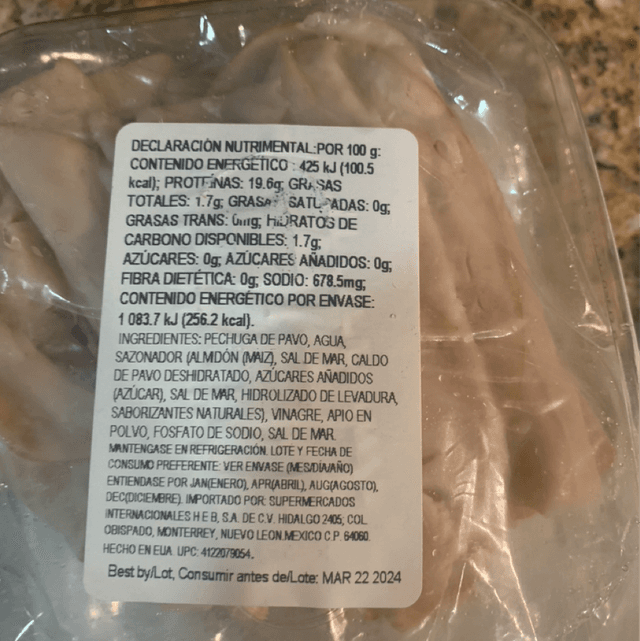 DECLARACIÓN NUTRIMENTAL:POR 100 g:
CONTENIDO ENERGÉTICO : 425 kJ (100.5
kcal); PROTEÍNAS: 19.6g; GRASAS
TOTALES: 1.7g; GRASAS SATURADAS: 0g;
GRASAS TRANS: 0mg; HIDRATOS DE
CARBONO DISPONIBLES: 1.7g;
AZÚCARES: 0g; AZÚCARES AÑADIDOS: 0g;
FIBRA DIETÉTICA: 0g; SODIO: 678.5mg;
CONTENIDO ENERGÉTICO POR ENVASE:
1 083.7 kJ (256.2 kcal).
INGREDIENTES: PECHUGA DE PAVO, AGUA,
SAZONADOR (ALMIDÓN (MAIZ), SAL DE MAR, CALDO
DE PAVO DESHIDRATADO, AZÚCARES AÑADIDOS
(AZÚCAR), SAL DE MAR, HIDROLIZADO DE LEVADURA,
SABORIZANTES NATURALES), VINAGRE, APIO EN
POLVO, FOSFATO DE SODIO, SAL DE MAR.
MANTENGASE EN REFRIGERACIÓN. LOTE Y FECHA DE
CONSUMO PREFERENTE: VER ENVASE (MES/DÍA/AÑO)
ENTIENDASE POR JAN(ENERO), APR(ABRIL), AUG(AGOSTO),
DEC(DICIEMBRE). IMPORTADO POR: SUPERMERCADOS
INTERNACIONALES H E B, S.A. DE C.V. HIDALGO 2405, COL.
OBISPADO, MONTERREY, NUEVO LEON.MEXICO C.P. 64060.
HECHO EN EUA. UPC: 4122079054.
Best by/Lot, Consumir antes de/Lote: MAR 22 2024